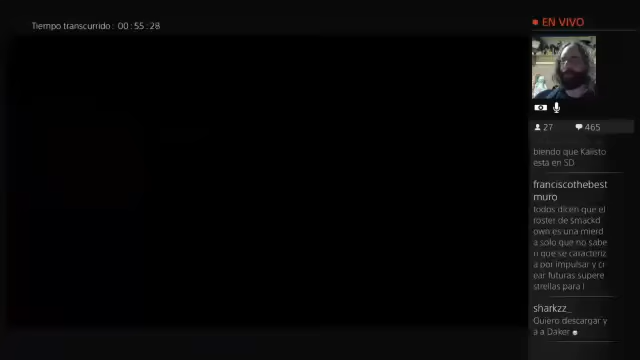 Tiempo transcurrido: 00:55:28
EN VIVO
27
465
biendo que Kalisto
está en SD
franciscothebest
muro
todos dicen que el
roster de smackd
own es una mierd
a solo que no sabe
n que se caracteriz
a por impulsar y cr
ear futuras supere
strellas para l
sharkzz_
Quiero descargar y
a a Daker